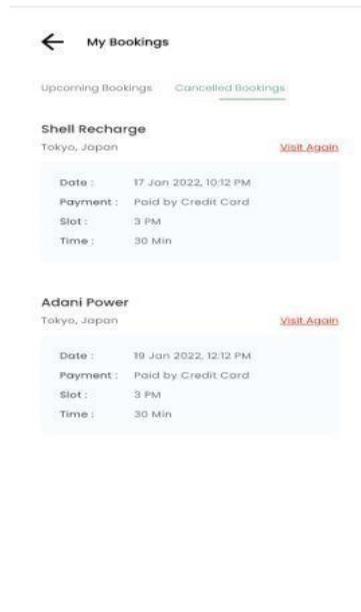 My Bookings
Upcoming Bookings Cancelled Bookings
Shell Recharge
Tokyo, Japan Visit Again
Date : 17 Jan 2022, 10:12 PM
Payment : Paid by Credit Card
Slot : 3 PM
Time : 30 Min
Adani Power
Tokyo, Japan Visit Again
Date : 19 Jan 2022, 12:12 PM
Payment : Paid by Credit Card
Slot : 3 PM
Time : 30 Min